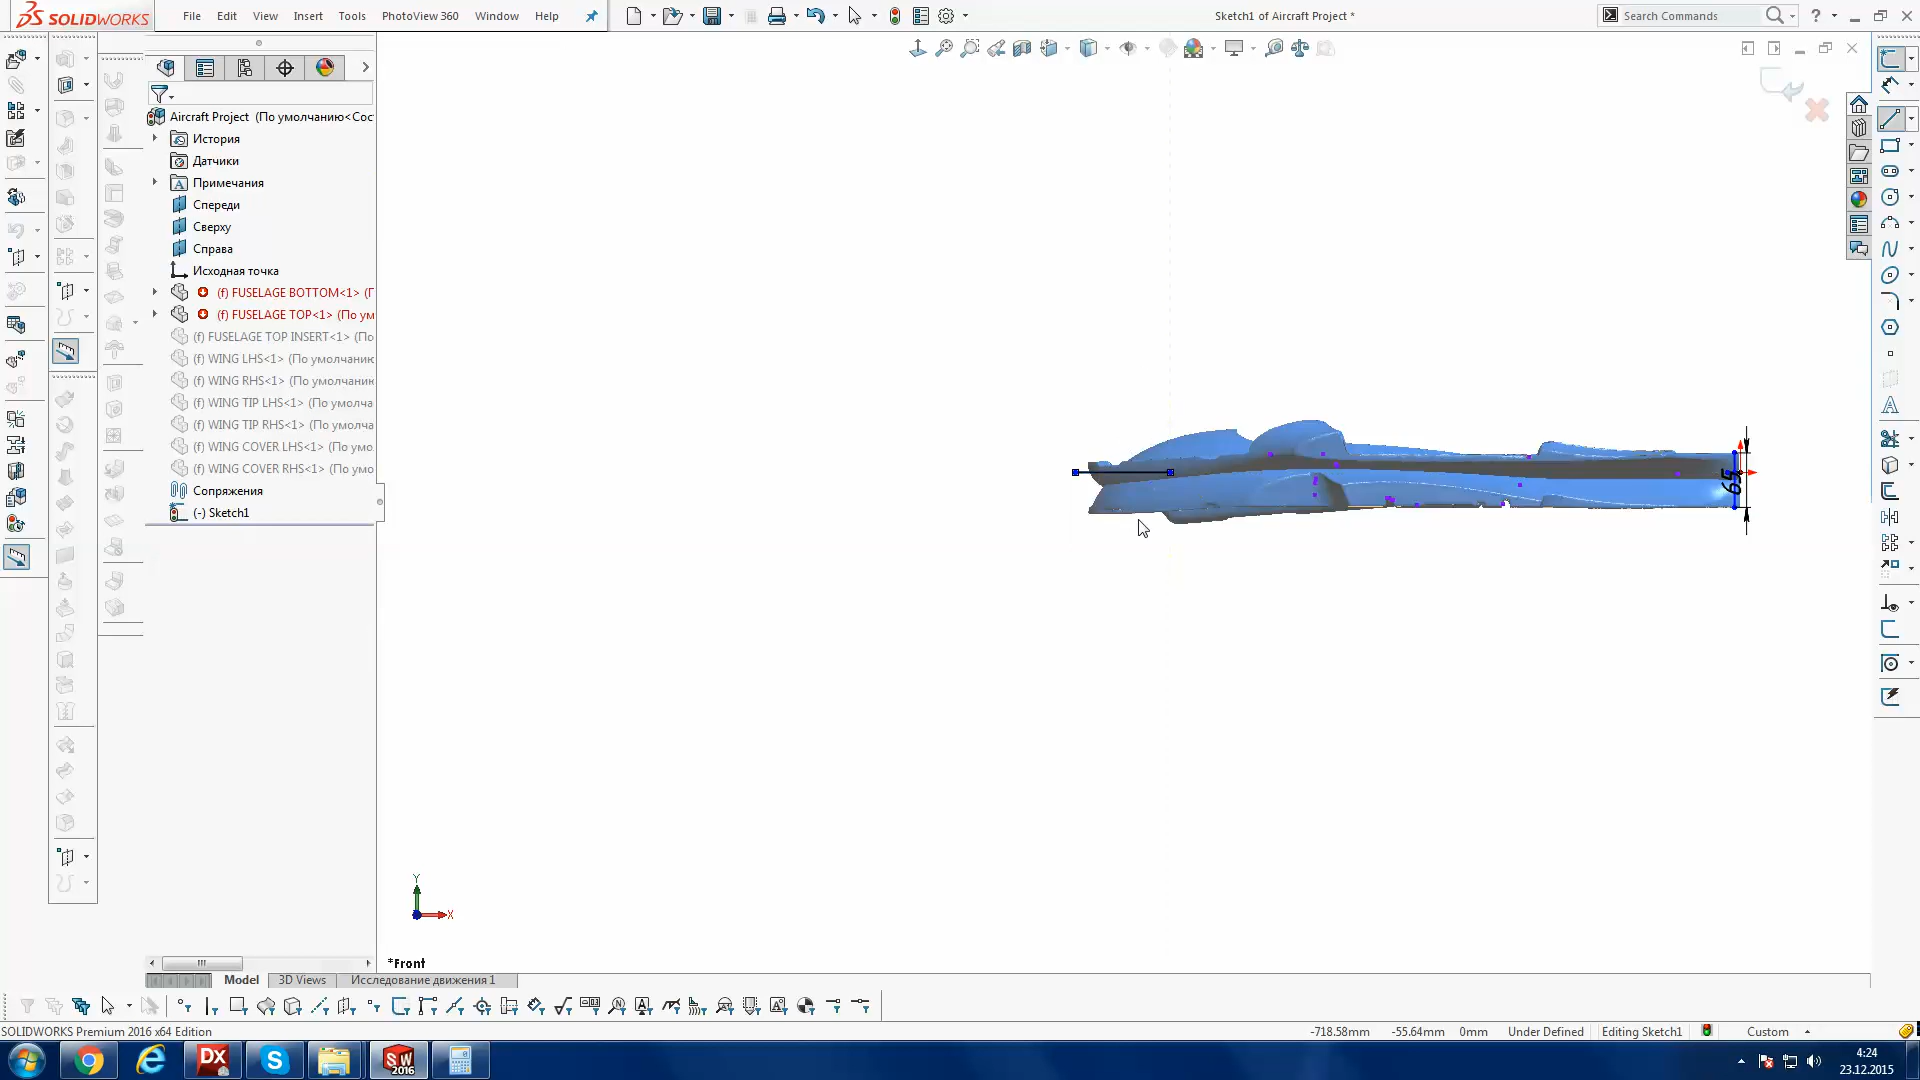 SOLIDWORKS File Edit View Insert Tools PhotoView 360 Window Help Sketch1 of Aircraft Project * Search Commands ?
Aircraft Project (По умолчанию<Сос
История
Датчики
Примечания
Спереди
Сверху
Справа
Исходная точка
(f) FUSELAGE BOTTOM<1> (П
(f) FUSELAGE TOP<1> (По ум
(f) FUSELAGE TOP INSERT<1> (По
(f) WING LHS<1> (По умолчанию
(f) WING RHS<1> (По умолчани
(f) WING TIP LHS<1> (По умолча
(f) WING TIP RHS<1> (По умолча
(f) WING COVER LHS<1> (По умо
(f) WING COVER RHS<1> (По умо
Сопряжения
(-) Sketch1
65
Y
X
*Front
Model 3D Views Исследование движения 1
SOLIDWORKS Premium 2016 x64 Edition -718.58mm -55.64mm 0mm Under Defined Editing Sketch1 Custom
DX SW 2016 4:24
23.12.2015